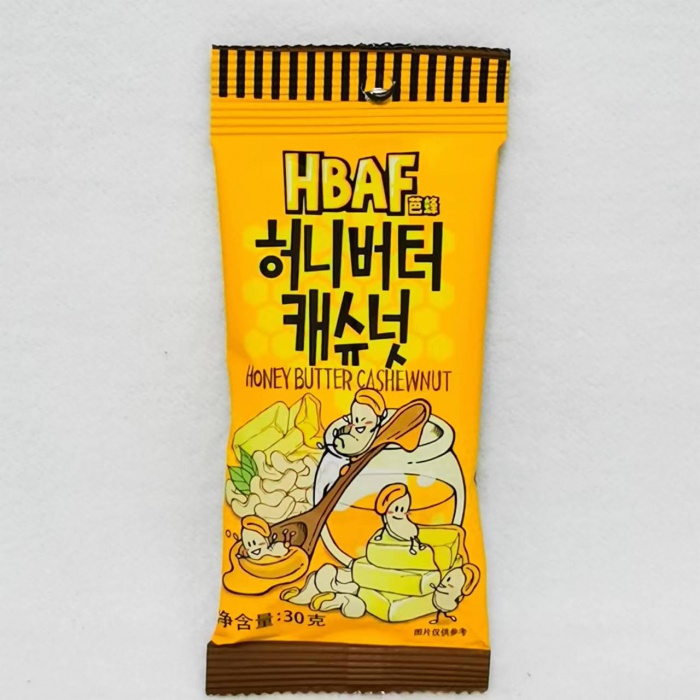 HBAF 芭蜂
허니버터
캐슈넛
HONEY BUTTER CASHEWNUT
净含量:30克
图片仅供参考